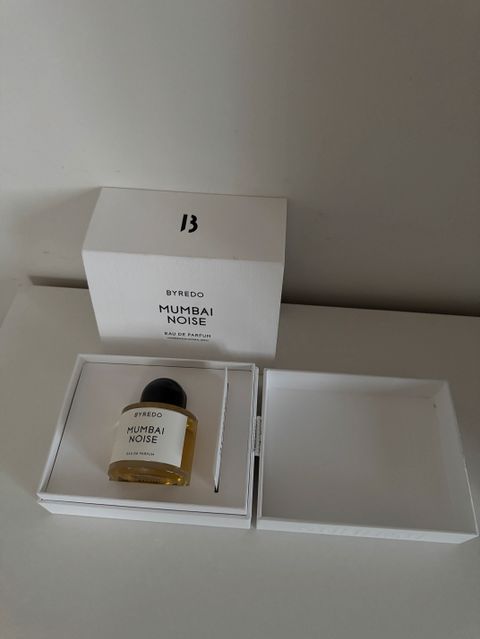 B
BYREDO
MUMBAI
NOISE
EAU DE PARFUM
BYREDO
MUMBAI
NOISE
EAU DE PARFUM